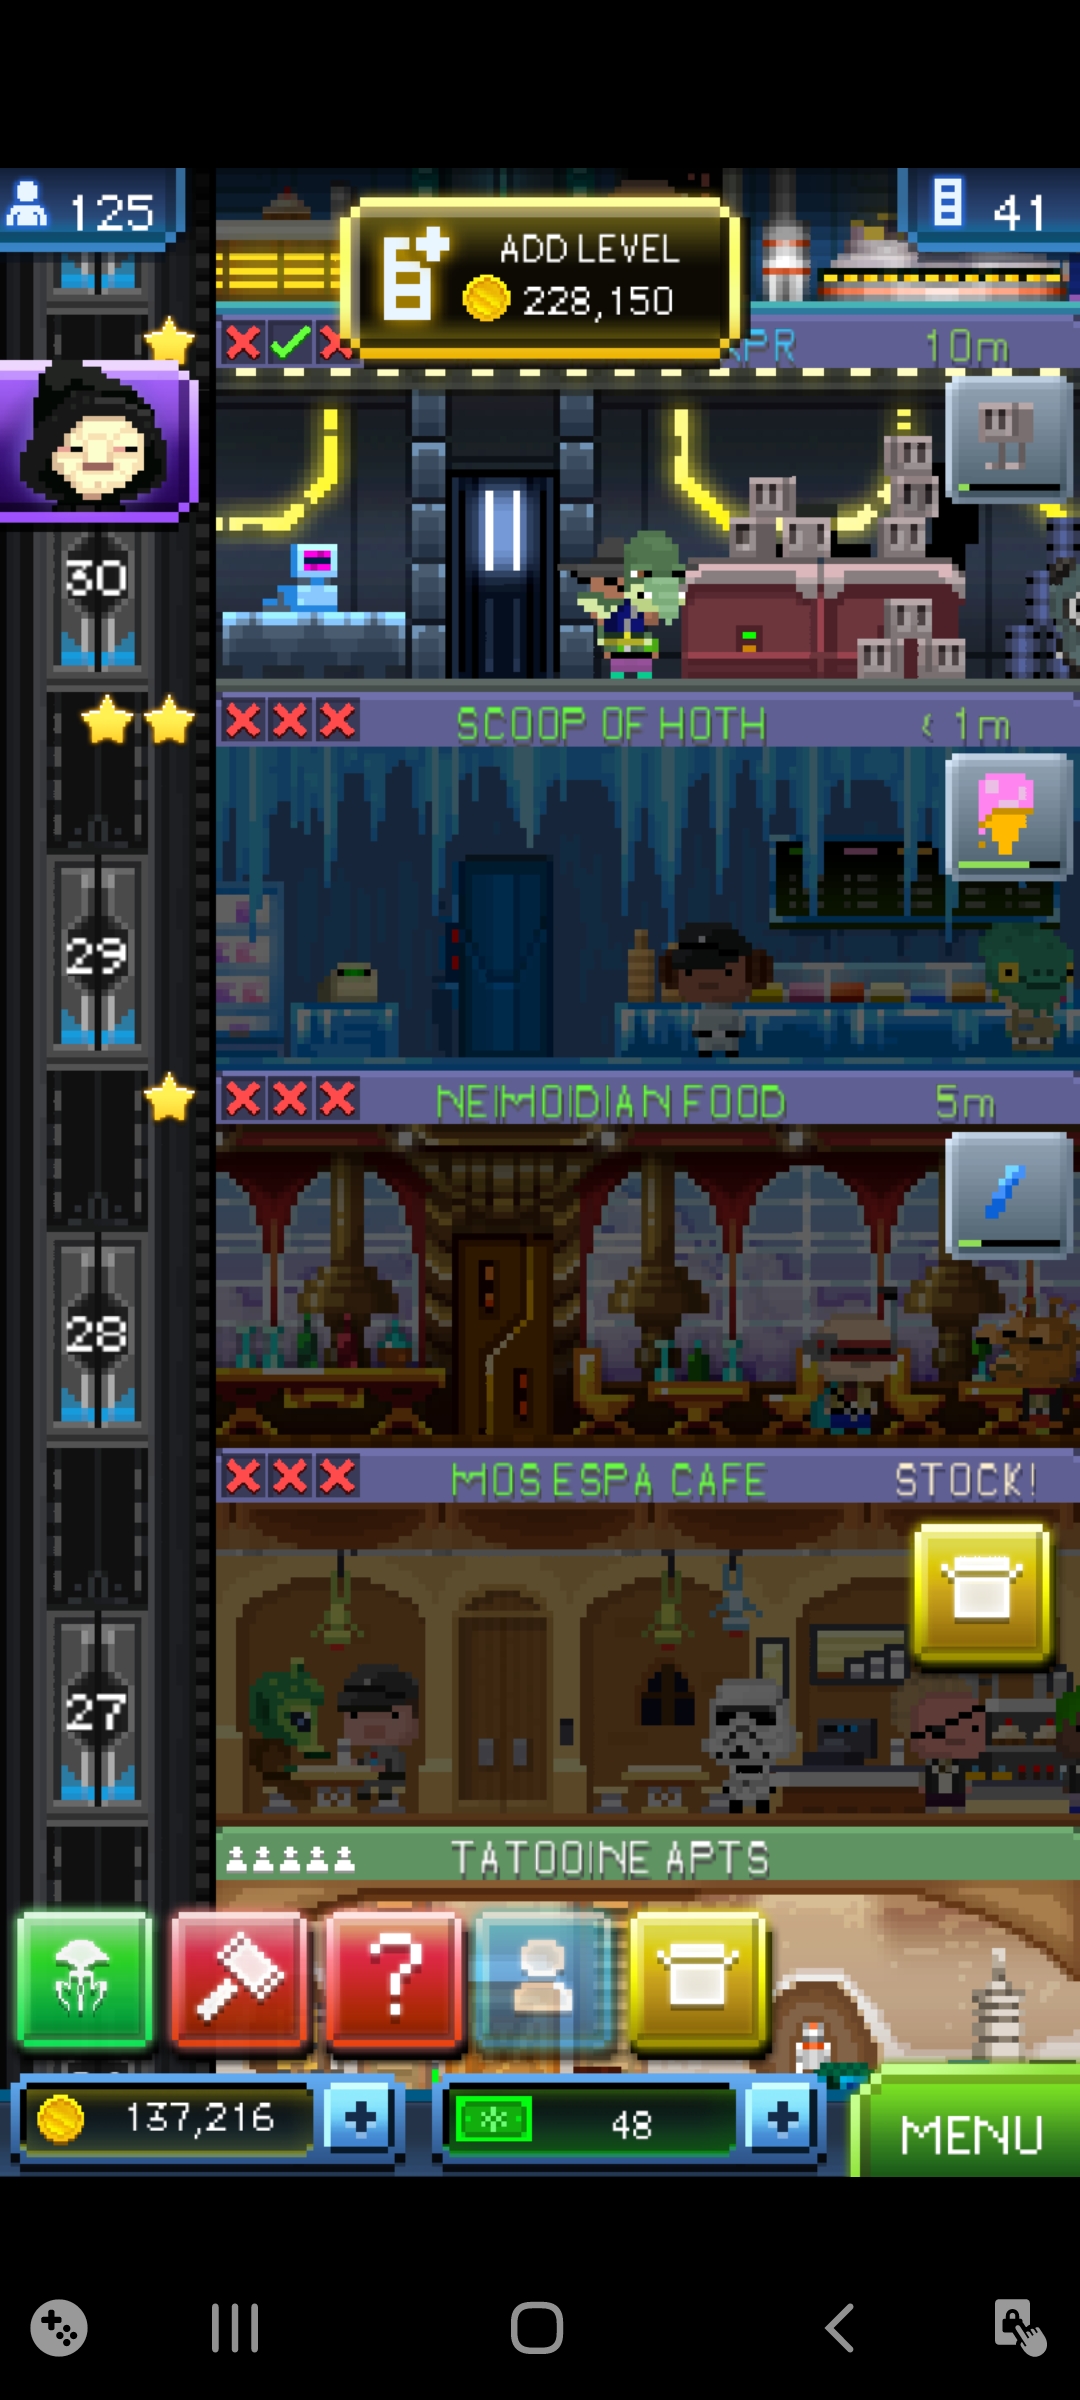 125
ADD LEVEL
228,150
41
10m
30
SCOOP OF HOTH < 1m
29
NEIMOIDIAN FOOD 5m
28
MOS ESPA CAFE STOCK!
27
TATOOINE APTS
?
137,216 +
48 +
MENU